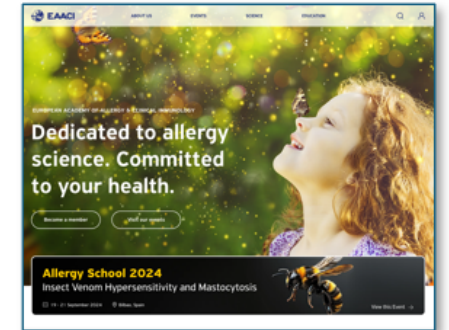 EAACI
ABOUT US
EVENTS
SCIENCE
EDUCATION
EUROPEAN ACADEMY OF ALLERGY & CLINICAL IMMUNOLOGY
Dedicated to allergy
science. Committed
to your health.
Become a member
Visit our events
Allergy School 2024
Insect Venom Hypersensitivity and Mastocytosis
19 - 21 September 2024
Bilbao, Spain
View this Event →